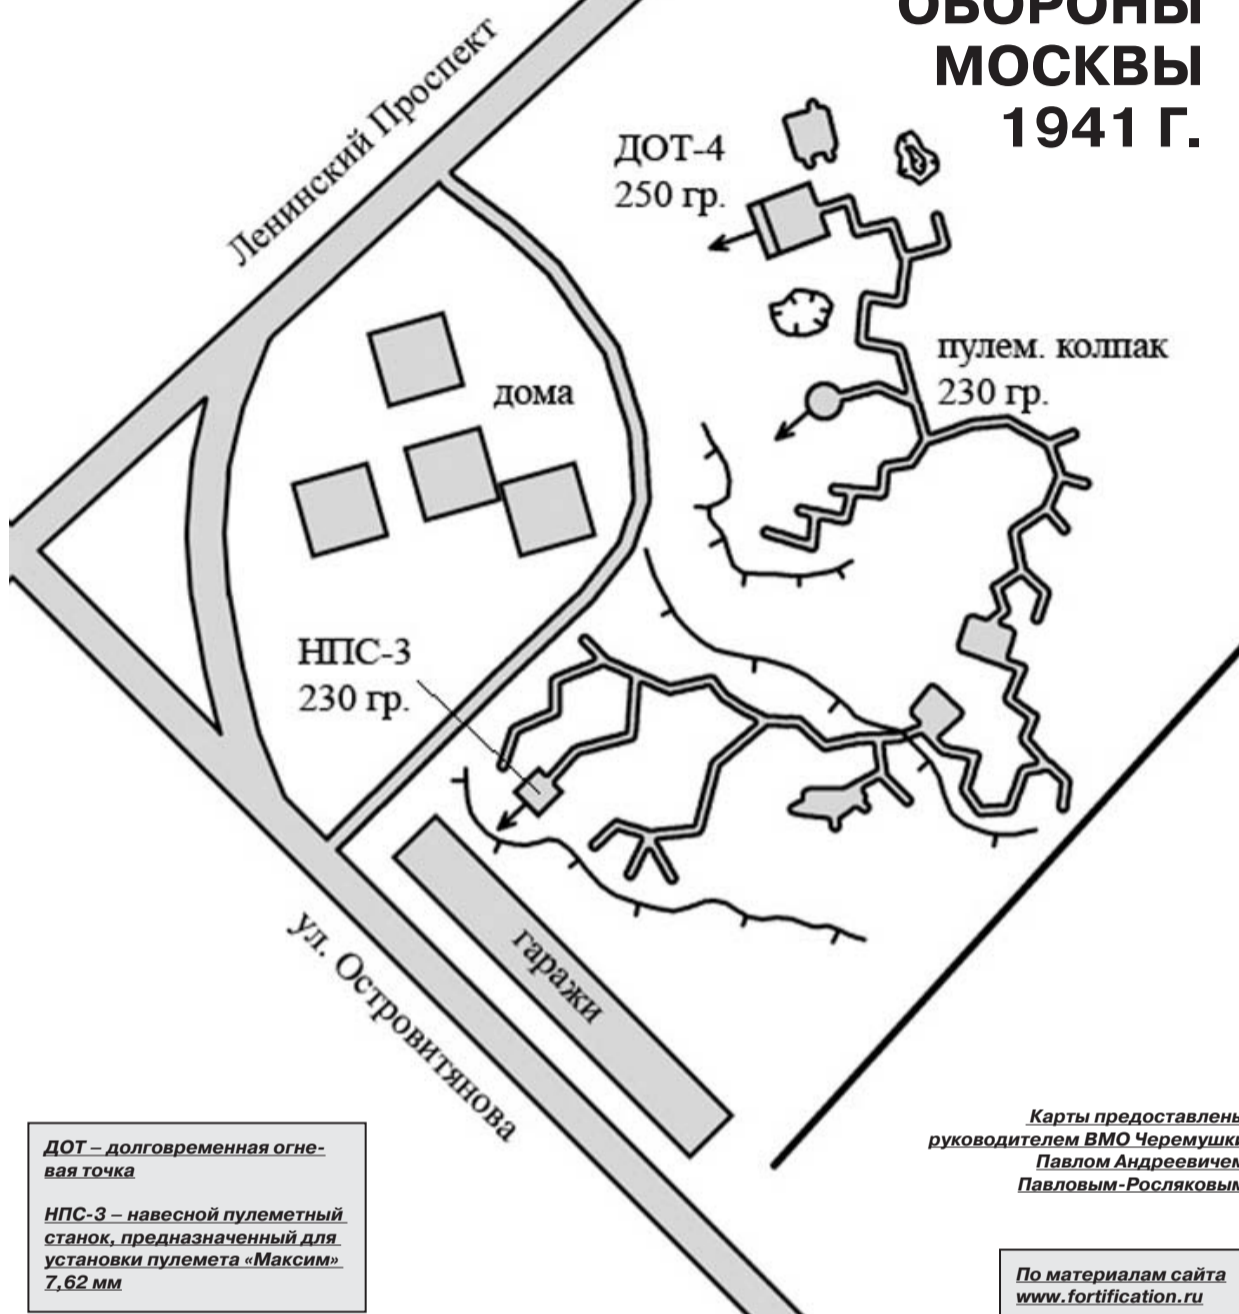 ОБОРОНЫ
МОСКВЫ
1941 Г.
Ленинский Проспект
ДОТ-4
250 гр.
пулем. колпак
230 гр.
дома
НПС-3
230 гр.
гаражи
ул. Островитянова
ДОТ – долговременная огне-
вая точка
НПС-3 – навесной пулеметный
станок, предназначенный для
установки пулемета «Максим»
7,62 мм
Карты предоставлены
руководителем ВМО Черемушки
Павлом Андреевичем
Павловым-Росляковым
По материалам сайта
www.fortification.ru